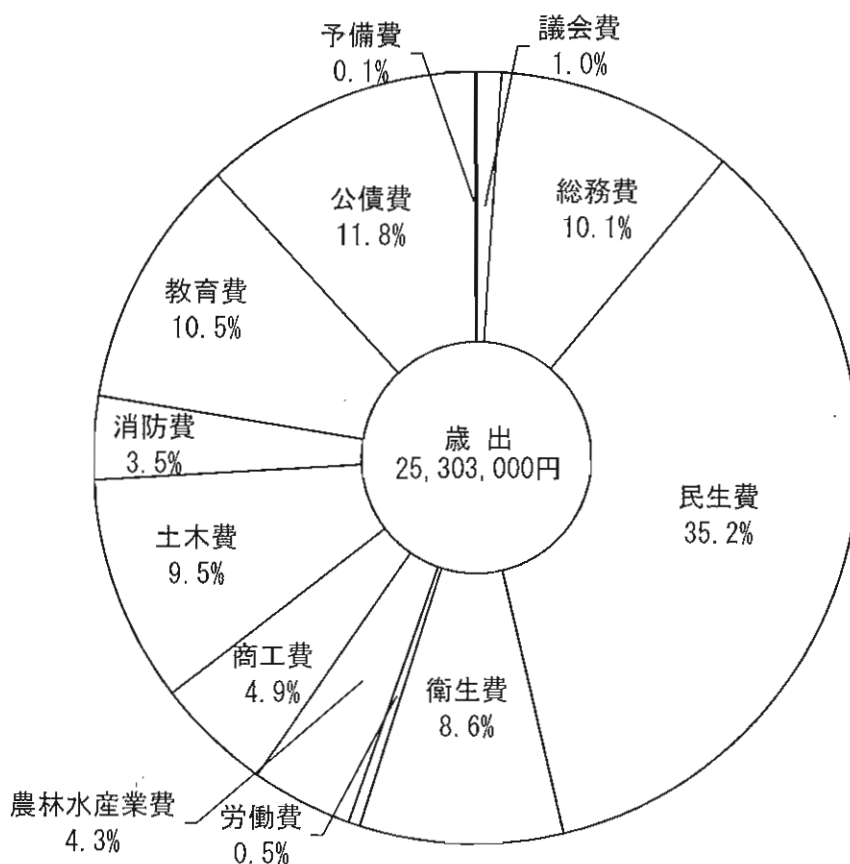 予備費
0.1%
議会費
1.0%
総務費
10.1%
民生費
35.2%
衛生費
8.6%
労働費
0.5%
農林水産業費
4.3%
商工費
4.9%
土木費
9.5%
消防費
3.5%
教育費
10.5%
公債費
11.8%
歳 出
25,303,000円